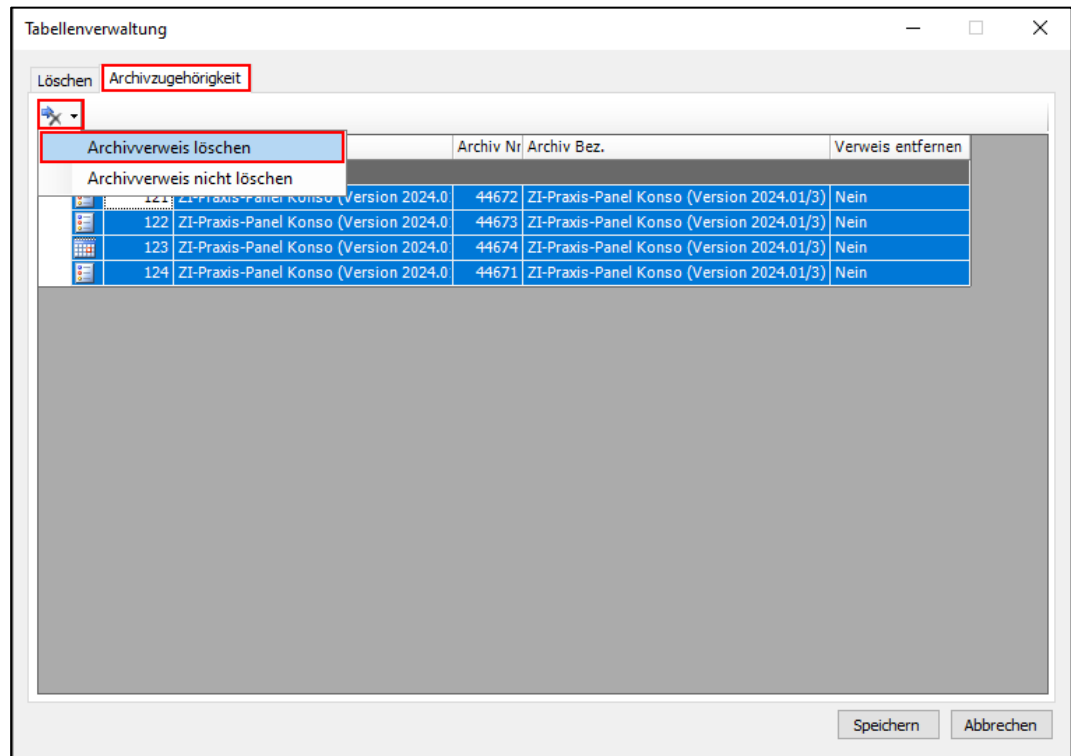 Tabellenverwaltung
Löschen Archivzugehörigkeit
Archivverweis löschen Archiv Nr Archiv Bez. Verweis entfernen
Archivverweis nicht löschen
121 ZI-Praxis-Panel Konso (Version 2024.0 44672 ZI-Praxis-Panel Konso (Version 2024.01/3) Nein
122 ZI-Praxis-Panel Konso (Version 2024.0 44673 ZI-Praxis-Panel Konso (Version 2024.01/3) Nein
123 ZI-Praxis-Panel Konso (Version 2024.0 44674 ZI-Praxis-Panel Konso (Version 2024.01/3) Nein
124 ZI-Praxis-Panel Konso (Version 2024.0 44671 ZI-Praxis-Panel Konso (Version 2024.01/3) Nein
Speichern Abbrechen